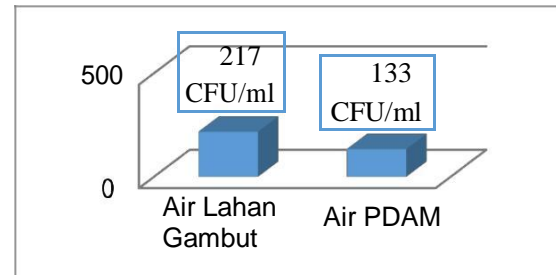 500
0
217
CFU/ml
133
CFU/ml
Air Lahan
Gambut
Air PDAM